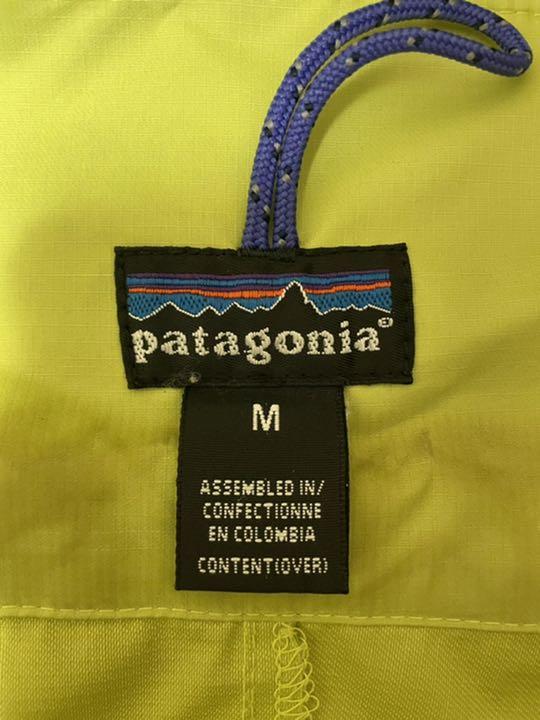 patagonia®
M
ASSEMBLED IN/
CONFECTIONNE
EN COLOMBIA
CONTENT(OVER)